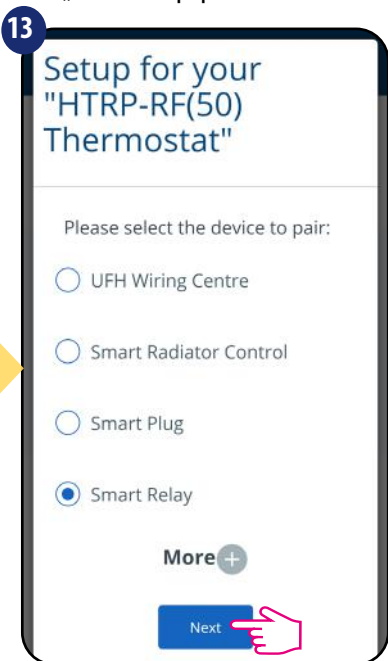 13
Setup for your
"HTRP-RF(50)
Thermostat"
Please select the device to pair:
UFH Wiring Centre
Smart Radiator Control
Smart Plug
Smart Relay
More
Next